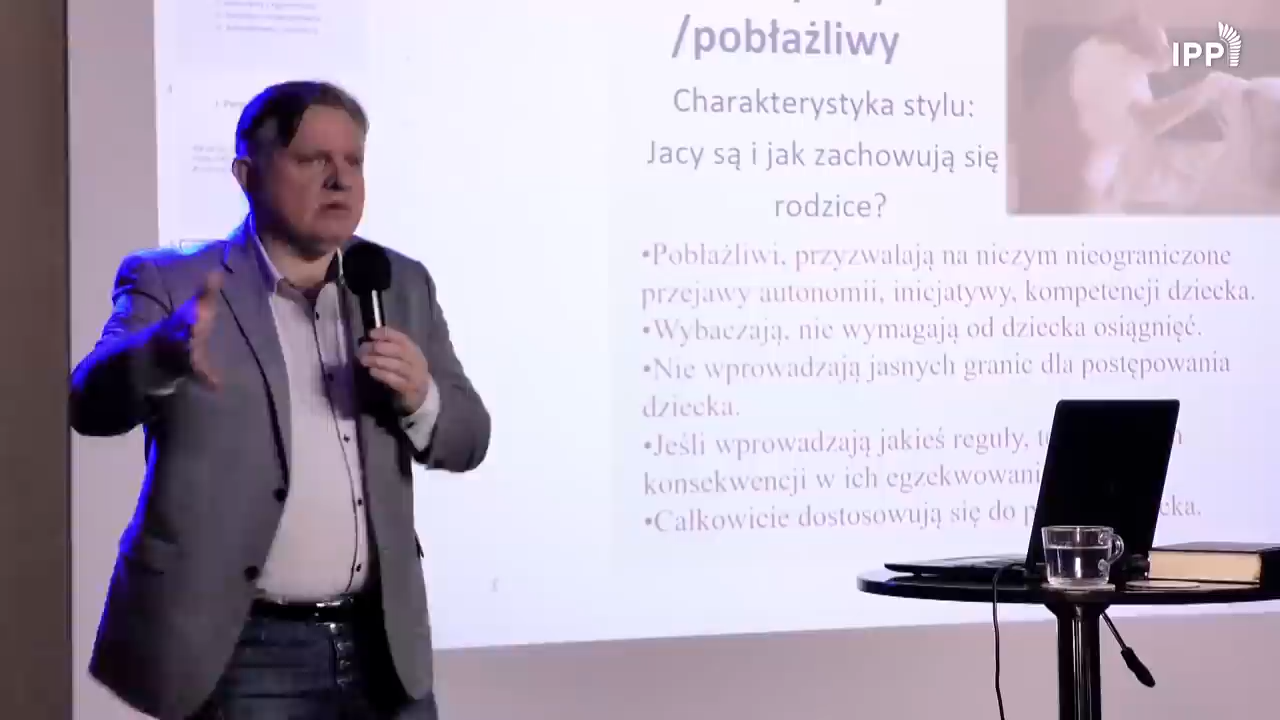 /pobłażliwy
IPP
Charakterystyka stylu:
Jacy są i jak zachowują się
rodzice?
•Pobłażliwi, przyzwalają na niczym nieograniczone
przejawy autonomii, inicjatywy, kompetencji dziecka.
•Wybaczają, nie wymagają od dziecka osiągnięć.
•Nie wprowadzają jasnych granic dla postępowania
dziecka.
•Jeśli wprowadzają jakieś reguły,
konsekwencji w ich
•Całkowicie dostosowują się do